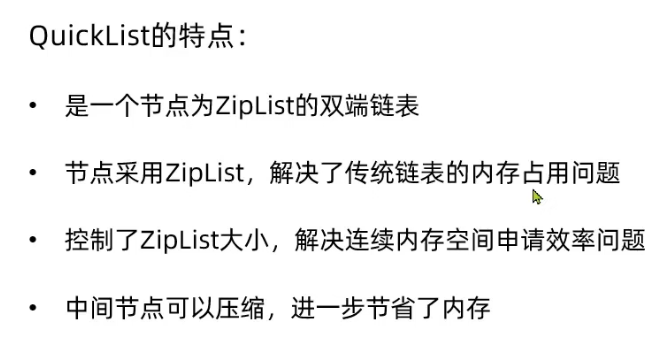 QuickList的特点：
• 是一个节点为ZipList的双端链表
• 节点采用ZipList，解决了传统链表的内存占用问题
• 控制了ZipList大小，解决连续内存空间申请效率问题
• 中间节点可以压缩，进一步节省了内存